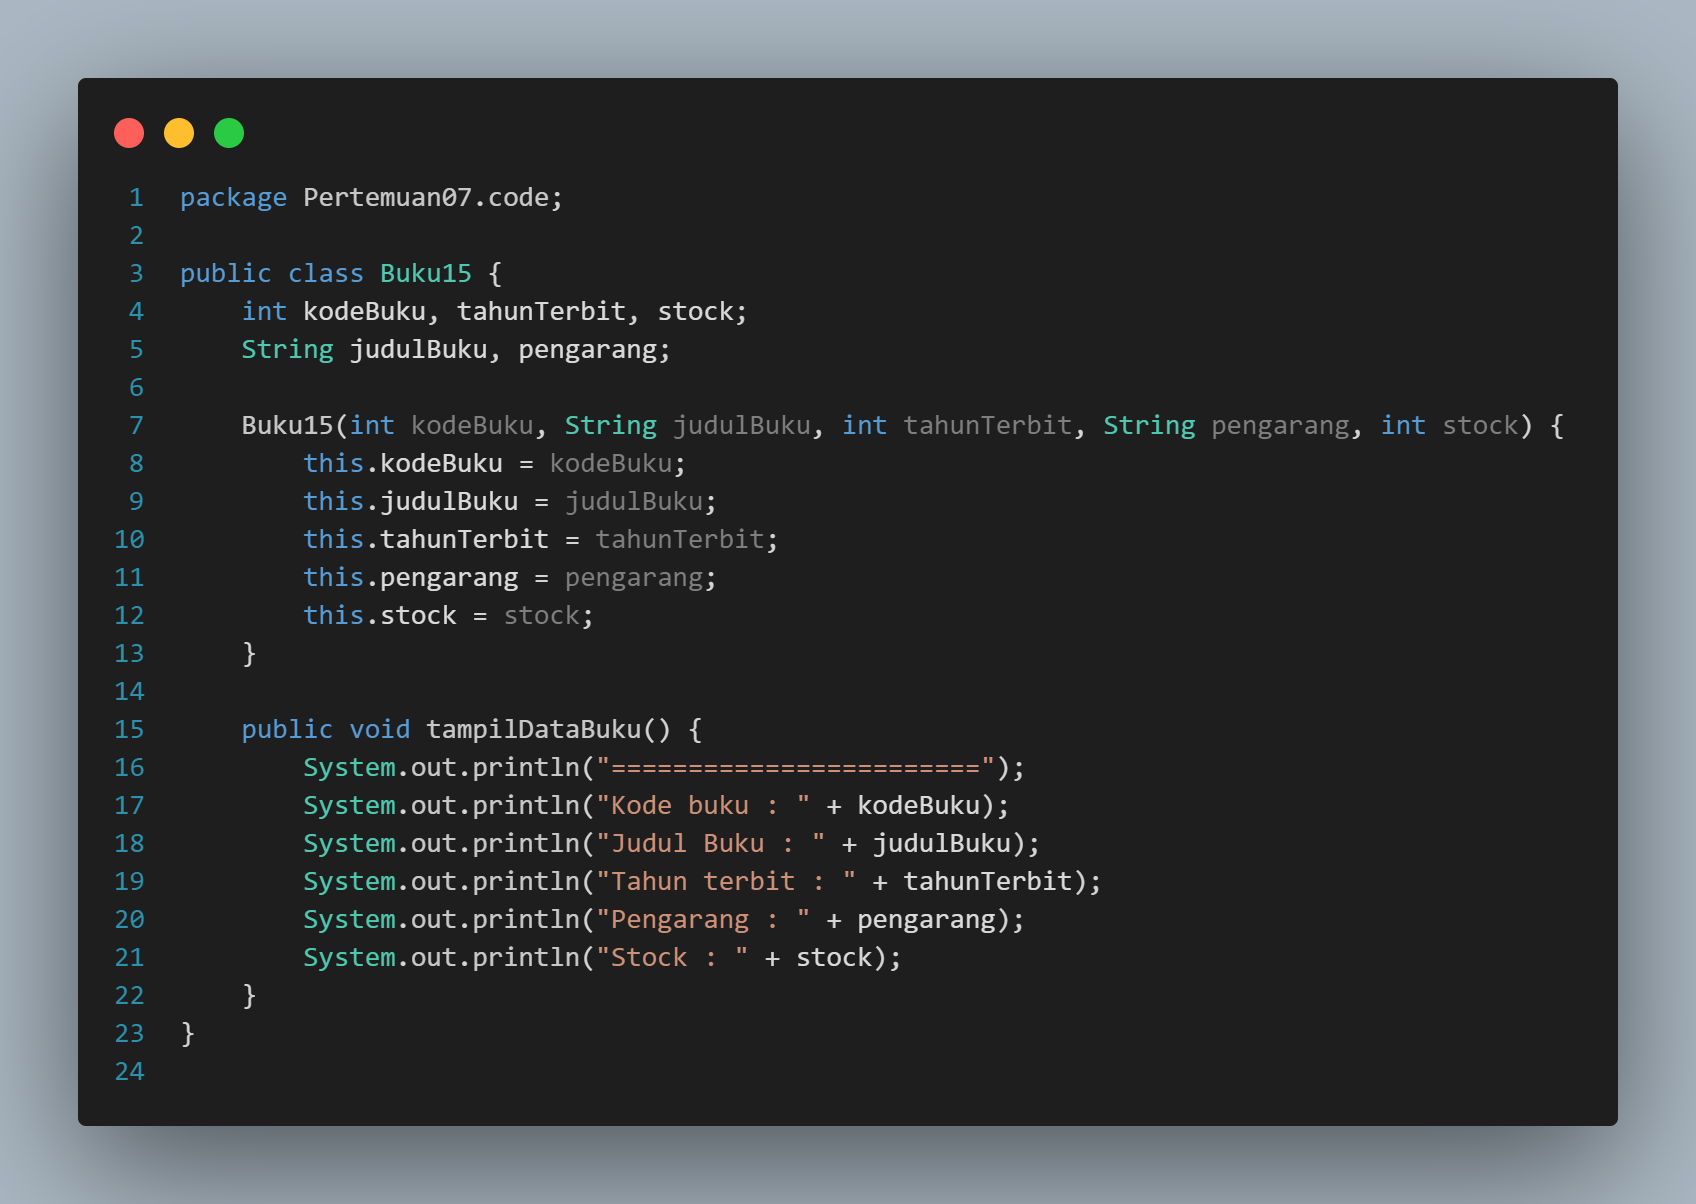 1 package Pertemuan07.code;
2
3 public class Buku15 {
4     int kodeBuku, tahunTerbit, stock;
5     String judulBuku, pengarang;
6
7     Buku15(int kodeBuku, String judulBuku, int tahunTerbit, String pengarang, int stock) {
8         this.kodeBuku = kodeBuku;
9         this.judulBuku = judulBuku;
10         this.tahunTerbit = tahunTerbit;
11         this.pengarang = pengarang;
12         this.stock = stock;
13     }
14
15     public void tampilDataBuku() {
16         System.out.println("========================");
17         System.out.println("Kode buku : " + kodeBuku);
18         System.out.println("Judul Buku : " + judulBuku);
19         System.out.println("Tahun terbit : " + tahunTerbit);
20         System.out.println("Pengarang : " + pengarang);
21         System.out.println("Stock : " + stock);
22     }
23 }
24